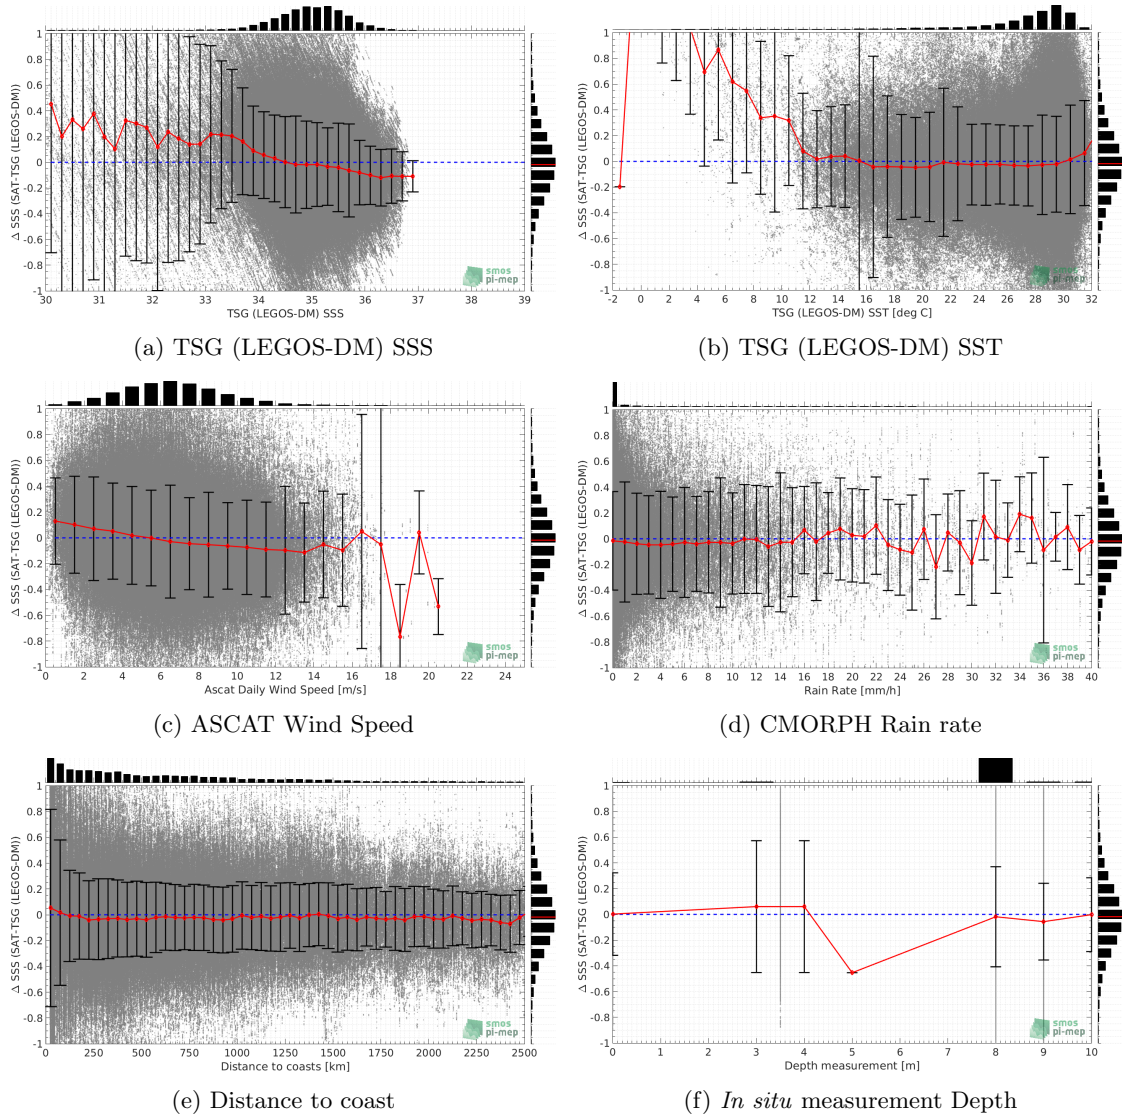 1
0.8
0.6
0.4
0.2
0
-0.2
-0.4
-0.6
-0.8
-1
Δ SSS (SAT-TSG (LEGOS-DM))
30 31 32 33 34 35 36 37 38 39
TSG (LEGOS-DM) SSS
smos
pi-mep
(a) TSG (LEGOS-DM) SSS
1
0.8
0.6
0.4
0.2
0
-0.2
-0.4
-0.6
-0.8
-1
Δ SSS (SAT-TSG (LEGOS-DM))
-2 0 2 4 6 8 10 12 14 16 18 20 22 24 26 28 30 32
TSG (LEGOS-DM) SST [deg C]
smos
pi-mep
(b) TSG (LEGOS-DM) SST
1
0.8
0.6
0.4
0.2
0
-0.2
-0.4
-0.6
-0.8
-1
Δ SSS (SAT-TSG (LEGOS-DM))
0 2 4 6 8 10 12 14 16 18 20 22 24
Ascat Daily Wind Speed [m/s]
smos
pi-mep
(c) ASCAT Wind Speed
1
0.8
0.6
0.4
0.2
0
-0.2
-0.4
-0.6
-0.8
-1
Δ SSS (SAT-TSG (LEGOS-DM))
0 2 4 6 8 10 12 14 16 18 20 22 24 26 28 30 32 34 36 38 40
Rain Rate [mm/h]
smos
pi-mep
(d) CMORPH Rain rate
1
0.8
0.6
0.4
0.2
0
-0.2
-0.4
-0.6
-0.8
-1
Δ SSS (SAT-TSG (LEGOS-DM))
0 250 500 750 1000 1250 1500 1750 2000 2250 2500
Distance to coasts [km]
smos
pi-mep
(e) Distance to coast
1
0.8
0.6
0.4
0.2
0
-0.2
-0.4
-0.6
-0.8
-1
Δ SSS (SAT-TSG (LEGOS-DM))
0 1 2 3 4 5 6 7 8 9 10
Depth measurement [m]
smos
pi-mep
(f) In situ measurement Depth